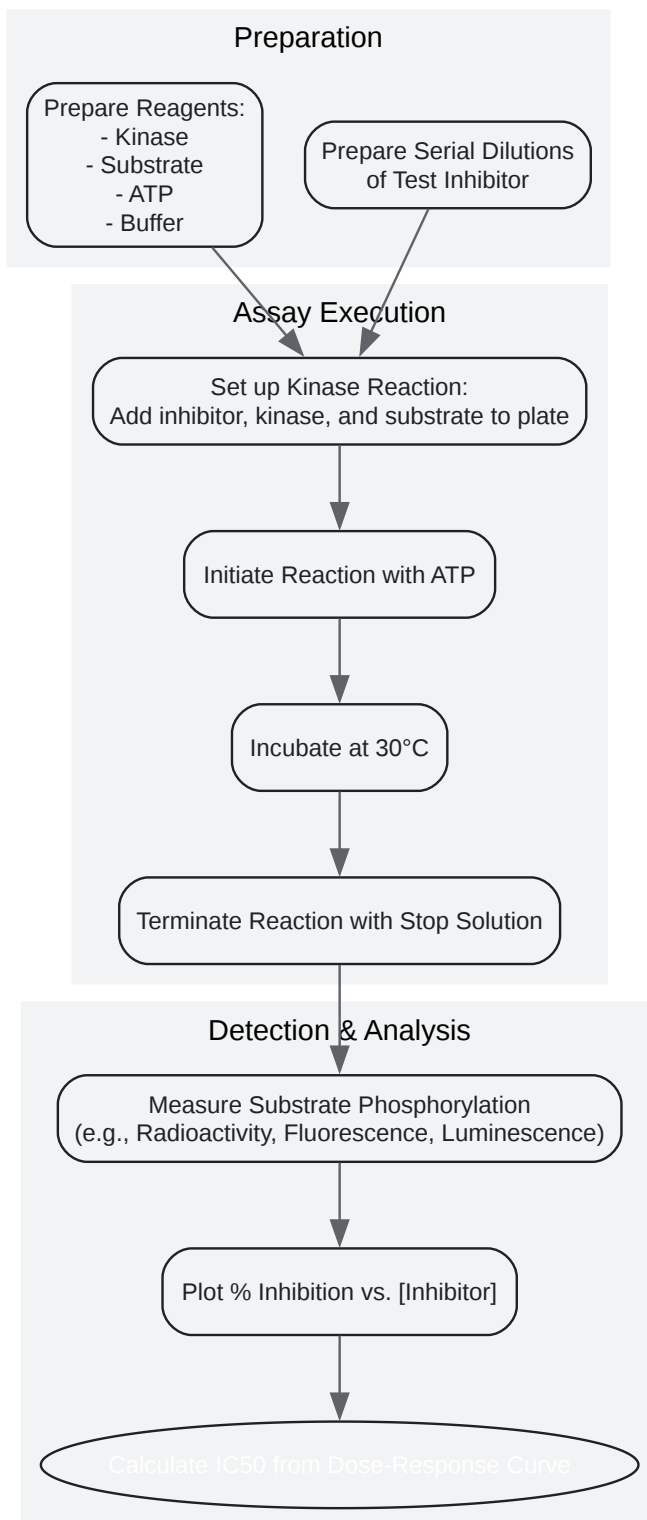 Preparation
Prepare Reagents:
- Kinase
- Substrate
- ATP
- Buffer
Prepare Serial Dilutions
of Test Inhibitor
Assay Execution
Set up Kinase Reaction:
Add inhibitor, kinase, and substrate to plate
Initiate Reaction with ATP
Incubate at 30°C
Terminate Reaction with Stop Solution
Detection & Analysis
Measure Substrate Phosphorylation
(e.g., Radioactivity, Fluorescence, Luminescence)
Plot % Inhibition vs. [Inhibitor]
Calculate IC50 from Dose-Response Curve